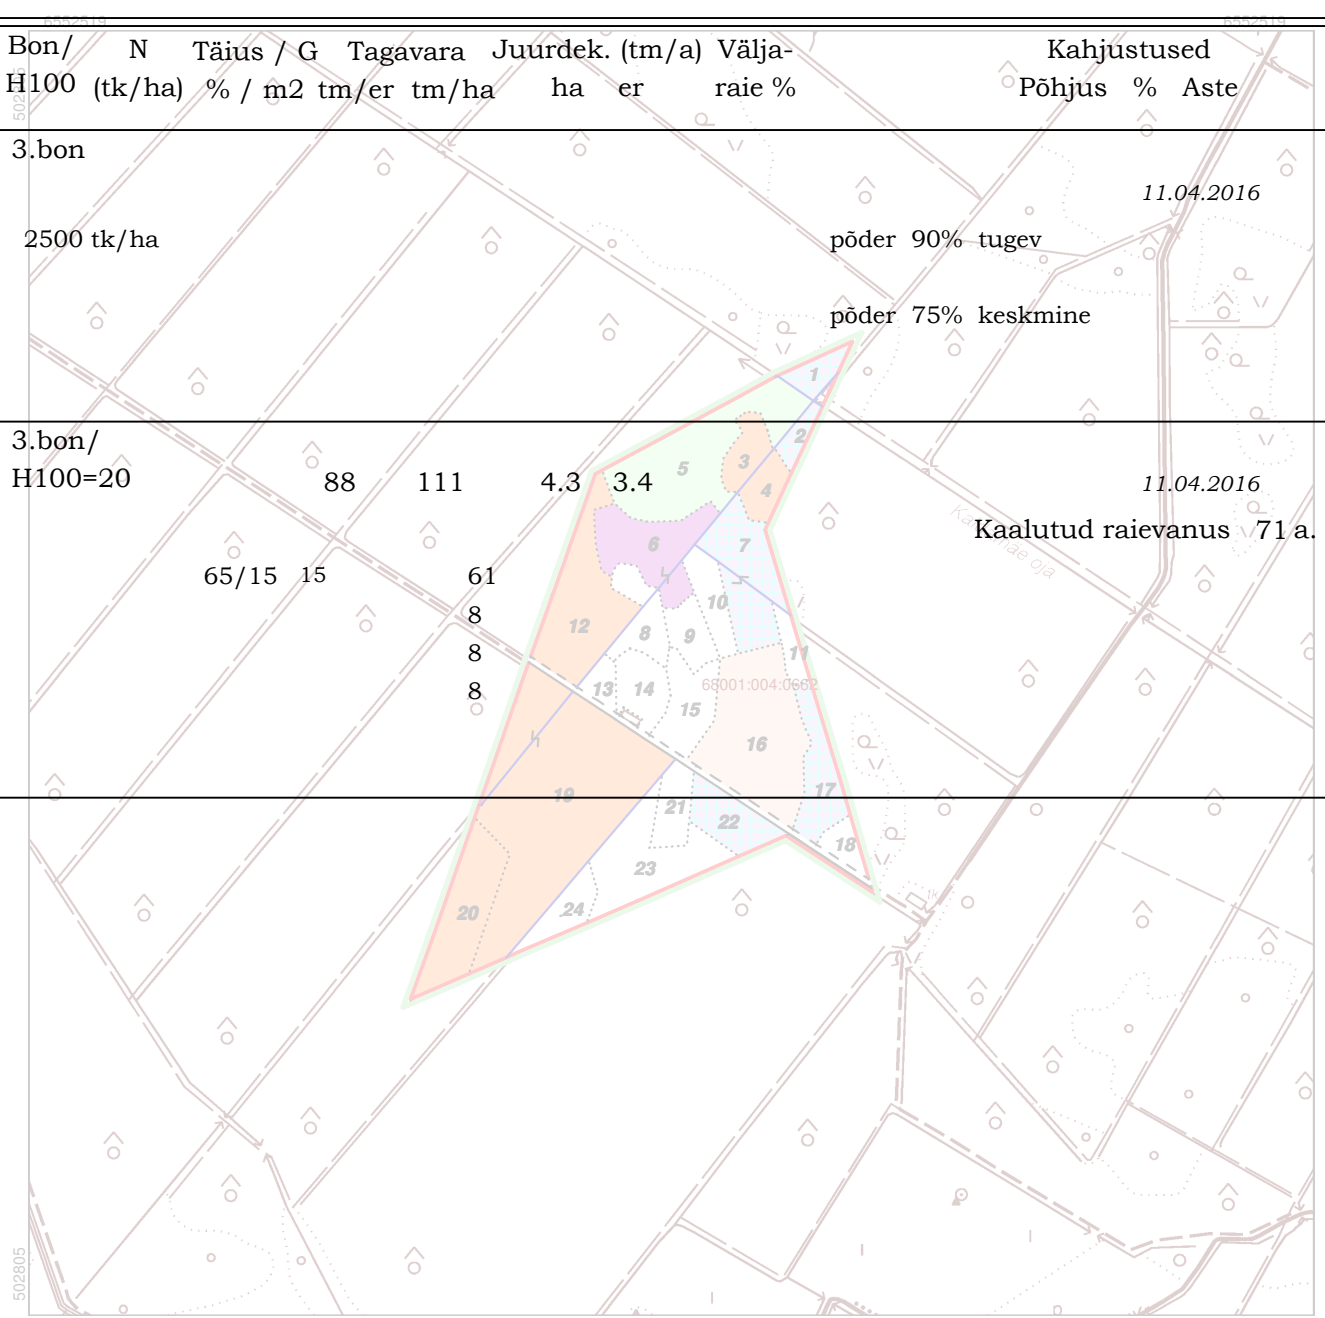 6552519 6552519
Bon/ N Täius / G Tagavara Juurdek. (tm/a) Välja- Kahjustused
H100 (tk/ha) % / m2 tm/er tm/ha ha er raie % Põhjus % Aste
3.bon
11.04.2016
2500 tk/ha põder 90% tugev
põder 75% keskmine
1
3.bon/ 2
3
5
H100=20 88 111 4.3 3.4 11.04.2016
4
Kaalutud raievanus 71 a.
6 7
65/15 15 61
10
8
12 8 9
8 11
8 13 14 68001:004:0662
15
16
19 17
21
22
18
23
20 24
502805